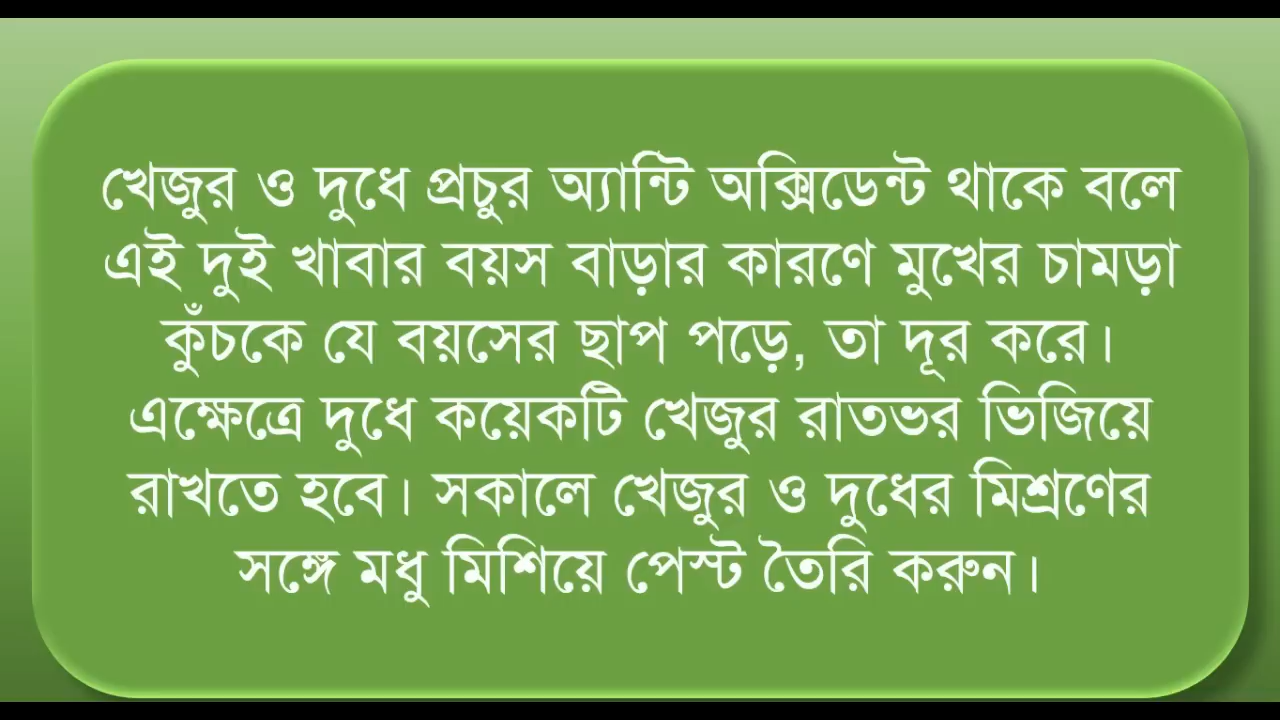 খেজুর ও দুধে প্রচুর অ্যান্টি অক্সিডেন্ট থাকে বলে
এই দুই খাবার বয়স বাড়ার কারণে মুখের চামড়া
কুঁচকে যে বয়সের ছাপ পড়ে, তা দূর করে।
এক্ষেত্রে দুধে কয়েকটি খেজুর রাতভর ভিজিয়ে
রাখতে হবে। সকালে খেজুর ও দুধের মিশ্রণের
সঙ্গে মধু মিশিয়ে পেস্ট তৈরি করুন।